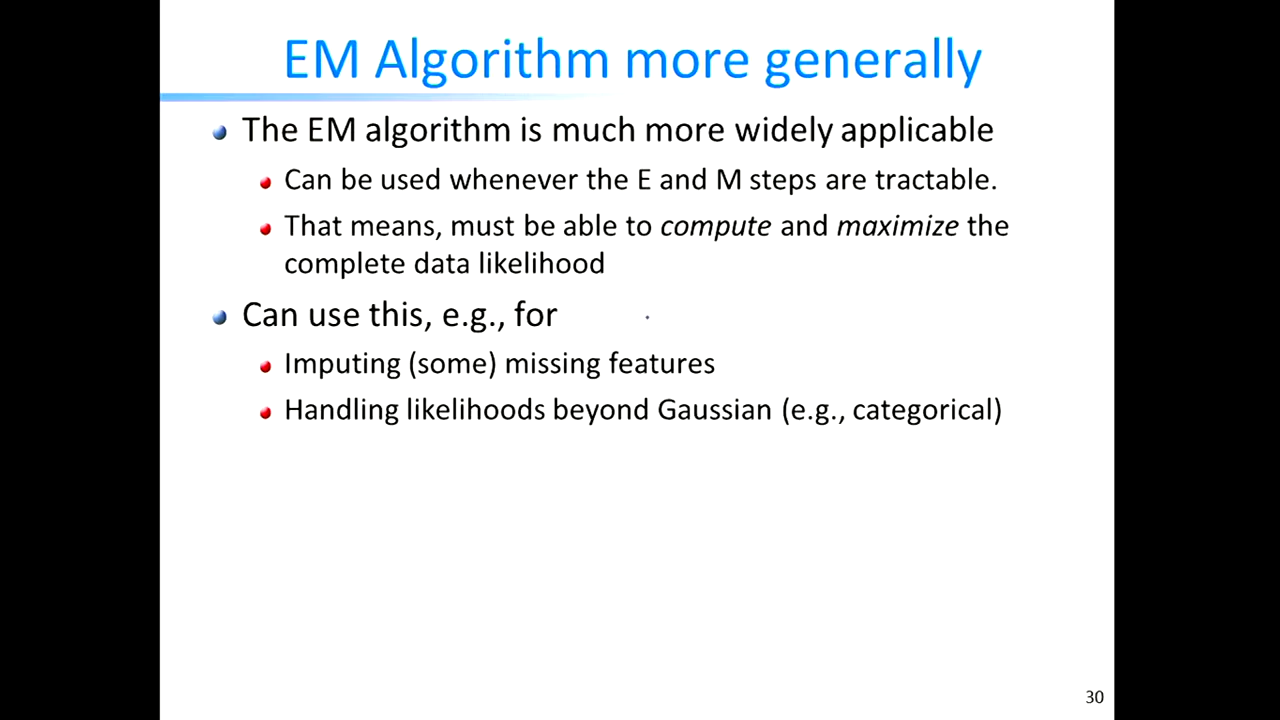 EM Algorithm more generally
The EM algorithm is much more widely applicable
Can be used whenever the E and M steps are tractable.
That means, must be able to compute and maximize the
complete data likelihood
Can use this, e.g., for
Imputing (some) missing features
Handling likelihoods beyond Gaussian (e.g., categorical)
30